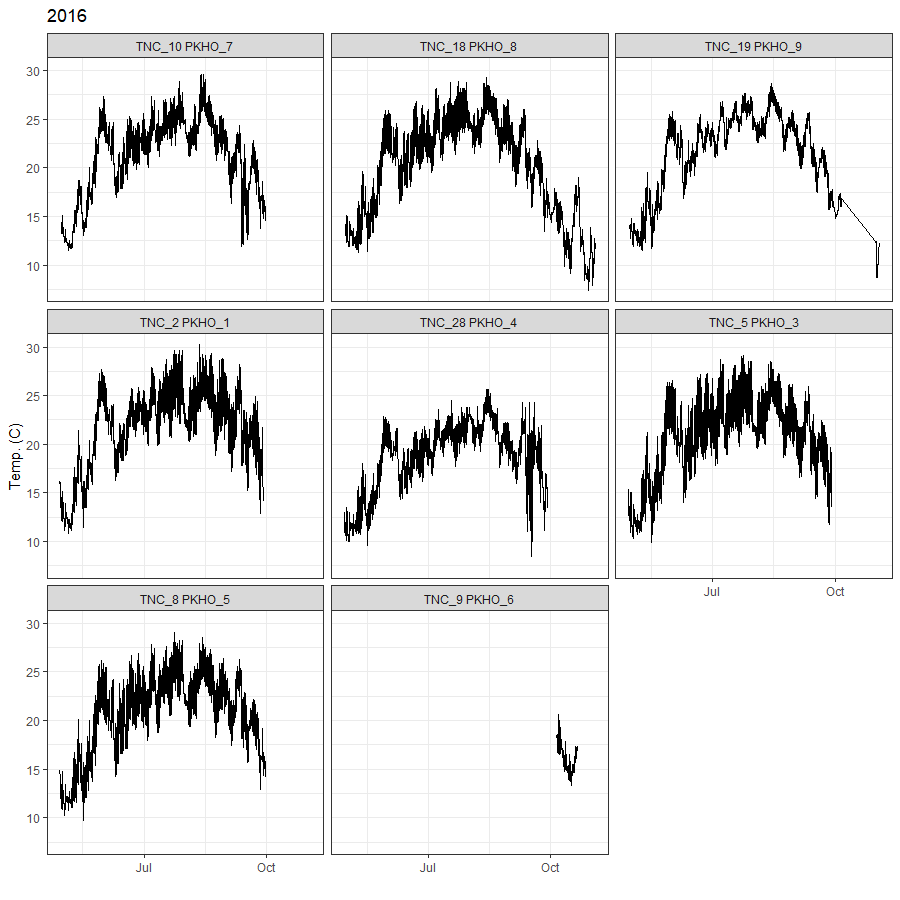 2016
TNC_10 PKHO_7 TNC_18 PKHO_8 TNC_19 PKHO_9
30
25
20
15
10
TNC_2 PKHO_1 TNC_28 PKHO_4 TNC_5 PKHO_3
30
25
20
15
10
Temp. (C)
Jul Oct
TNC_8 PKHO_5 TNC_9 PKHO_6
30
25
20
15
10
Jul Oct Jul Oct